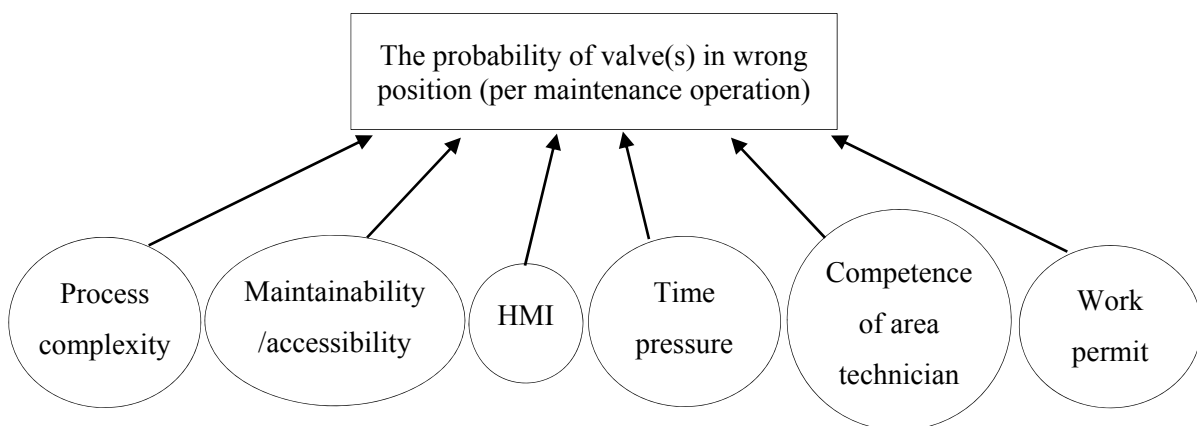 The probability of valve(s) in wrong
position (per maintenance operation)
Process
complexity
Maintainability
/accessibility
HMI
Time
pressure
Competence
of area
technician
Work
permit